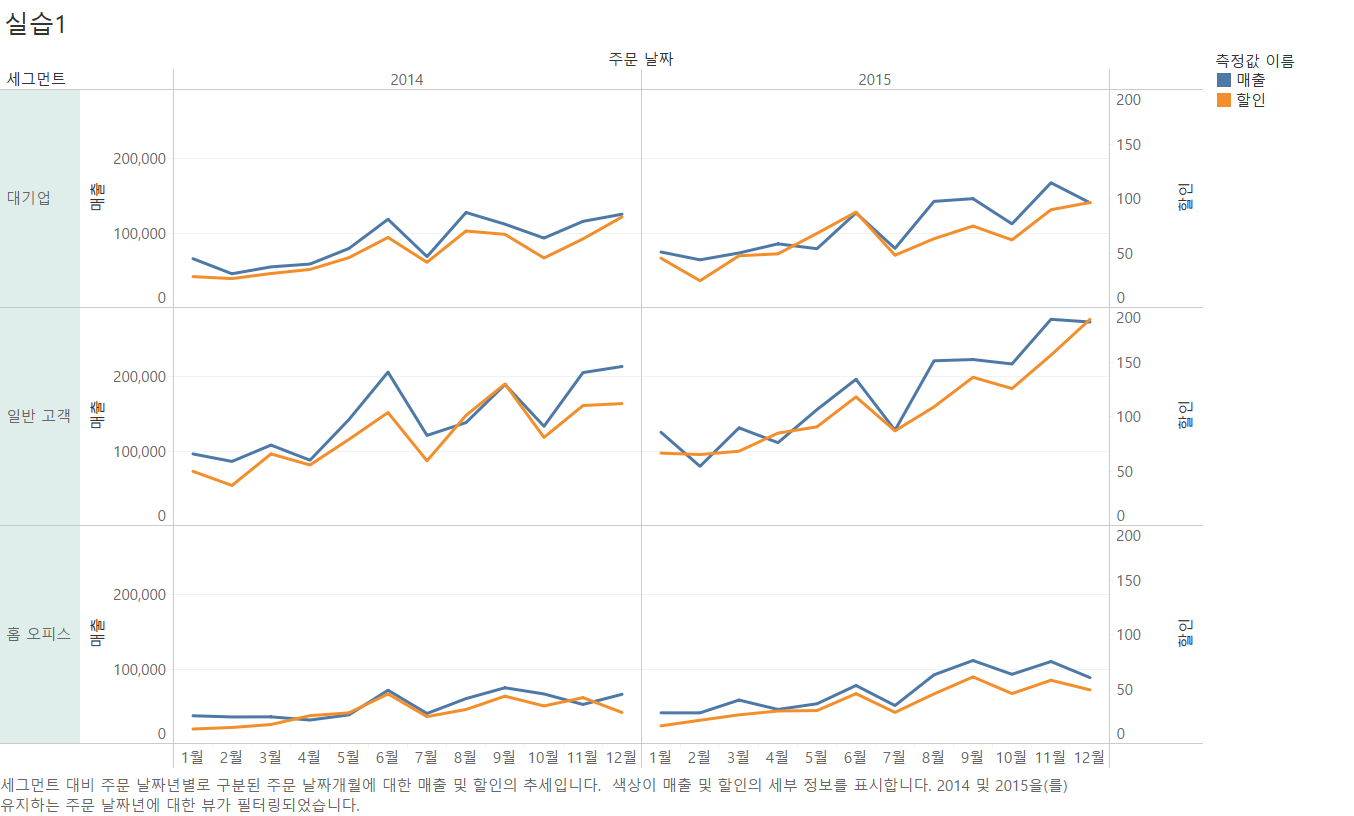 실습1
주문 날짜
세그먼트 2014 2015
측정값 이름
매출
할인
대기업
매출
200,000
100,000
0
200
150
100
50
0
할인
일반 고객
매출
200,000
100,000
0
200
150
100
50
0
할인
홈 오피스
매출
200,000
100,000
0
200
150
100
50
0
할인
1월 2월 3월 4월 5월 6월 7월 8월 9월 10월 11월 12월 1월 2월 3월 4월 5월 6월 7월 8월 9월 10월 11월 12월
세그먼트 대비 주문 날짜년별로 구분된 주문 날짜개월에 대한 매출 및 할인의 추세입니다.  색상이 매출 및 할인의 세부 정보를 표시합니다. 2014 및 2015을(를)
유지하는 주문 날짜년에 대한 뷰가 필터링되었습니다.